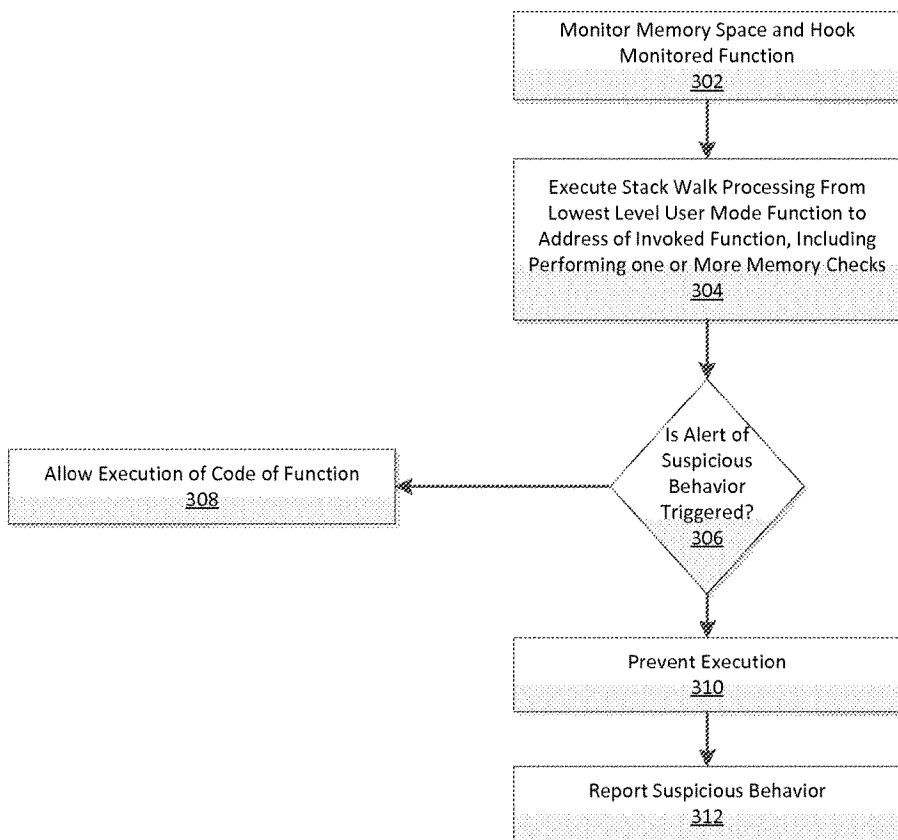 Monitor Memory Space and Hook
Monitored Function
302
Execute Stack Walk Processing From
Lowest Level User Mode Function to
Address of Invoked Function, Including
Performing one or More Memory Checks
304
Is Alert of
Suspicious
Behavior
Triggered?
306
Allow Execution of Code of Function
308
Prevent Execution
310
Report Suspicious Behavior
312